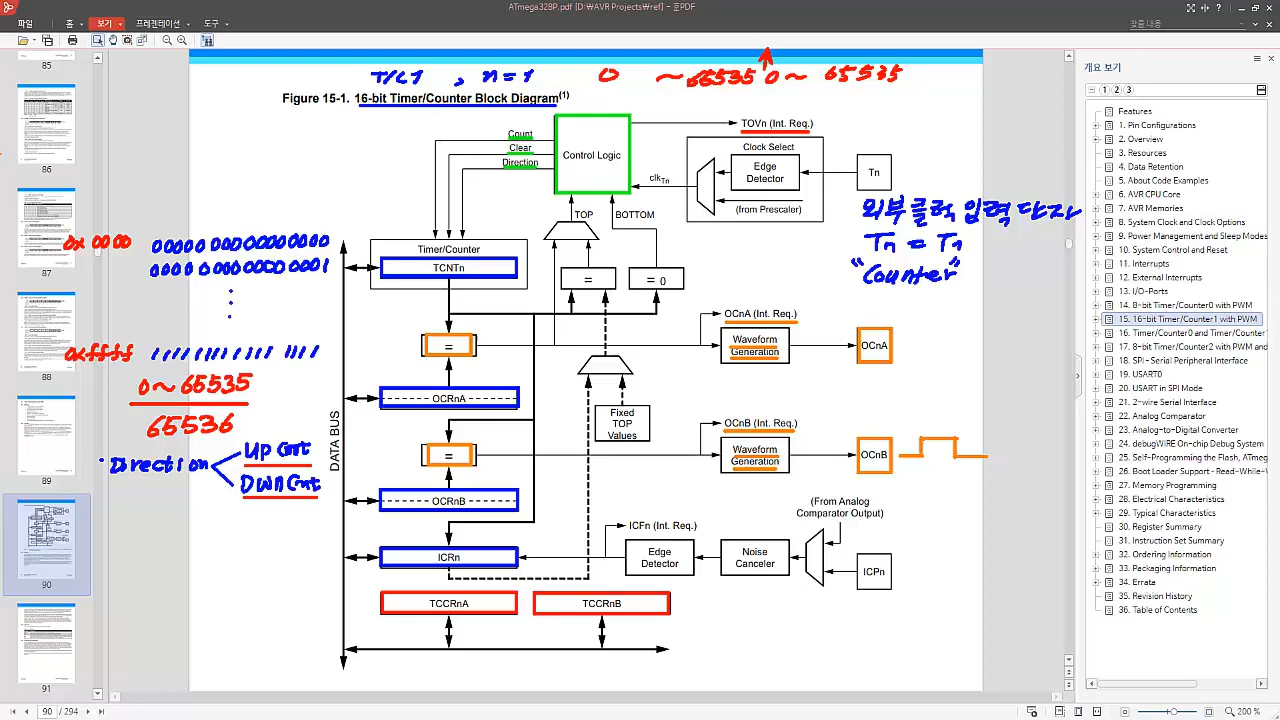 ATmega328P.pdf [D:\AVR Projects\ref] - 문PDF
파일 홈 보기 프레젠테이션 도구
찾을 내용
85
86
87
88
89
90
91
T/C1 , n=1 0 ~ 65535 0 ~ 65535
Figure 15-1. 16-bit Timer/Counter Block Diagram(1)
Count
Clear
Direction
Control Logic
TOVn (Int. Req.)
Clock Select
Edge
Detector
clkTn
(from Prescaler)
Tn
TOP
BOTTOM
외부클럭 입력 단자
Tn = T1
"Counter"
0x0000 0000000000000000
0000000000000001
0xffff 1111111111111111
0~65535
65536
Direction
UP Cnt
DWN Cnt
DATA BUS
Timer/Counter
TCNTn
=
= 0
=
OCRnA
=
OCRnB
ICRn
TCCRnA
TCCRnB
Fixed
TOP
Values
OCnA (Int. Req.)
Waveform
Generation
OCnA
OCnB (Int. Req.)
Waveform
Generation
OCnB
(From Analog
Comparator Output)
ICFn (Int. Req.)
Edge
Detector
Noise
Canceler
ICPn
개요 보기
1 2 3
Features
1. Pin Configurations
2. Overview
3. Resources
4. Data Retention
5. About Code Examples
6. AVR CPU Core
7. AVR Memories
8. System Clock and Clock Options
9. Power Management and Sleep Modes
10. System Control and Reset
11. Interrupts
12. External Interrupts
13. I/O-Ports
14. 8-bit Timer/Counter0 with PWM
15. 16-bit Timer/Counter1 with PWM
16. Timer/Counter0 and Timer/Counter
17. 8-bit Timer/Counter2 with PWM and
18. SPI - Serial Peripheral Interface
19. USART0
20. USART in SPI Mode
21. 2-wire Serial Interface
22. Analog Comparator
23. Analog-to-Digital Converter
24. debugWIRE On-chip Debug System
25. Self-Programming the Flash, ATmega
26. Boot Loader Support - Read-While-W
27. Memory Programming
28. Electrical Characteristics
29. Typical Characteristics
30. Register Summary
31. Instruction Set Summary
32. Ordering Information
33. Packaging Information
34. Errata
35. Revision History
36. Table of Contents
90 / 294
200 %